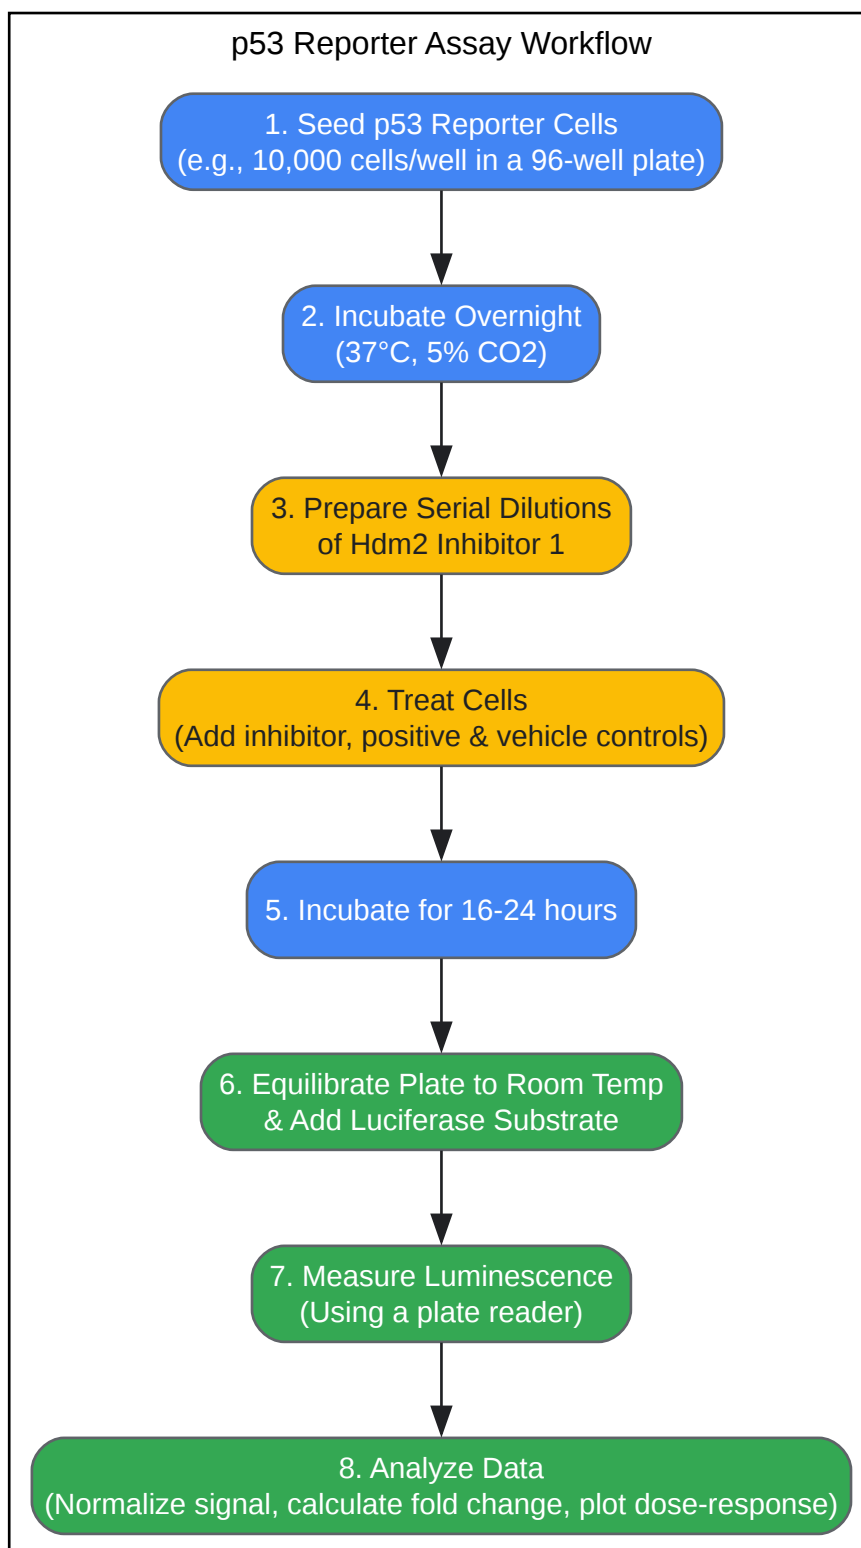 p53 Reporter Assay Workflow
1. Seed p53 Reporter Cells
(e.g., 10,000 cells/well in a 96-well plate)
2. Incubate Overnight
(37°C, 5% CO2)
3. Prepare Serial Dilutions
of Hdm2 Inhibitor 1
4. Treat Cells
(Add inhibitor, positive & vehicle controls)
5. Incubate for 16-24 hours
6. Equilibrate Plate to Room Temp
& Add Luciferase Substrate
7. Measure Luminescence
(Using a plate reader)
8. Analyze Data
(Normalize signal, calculate fold change, plot dose-response)